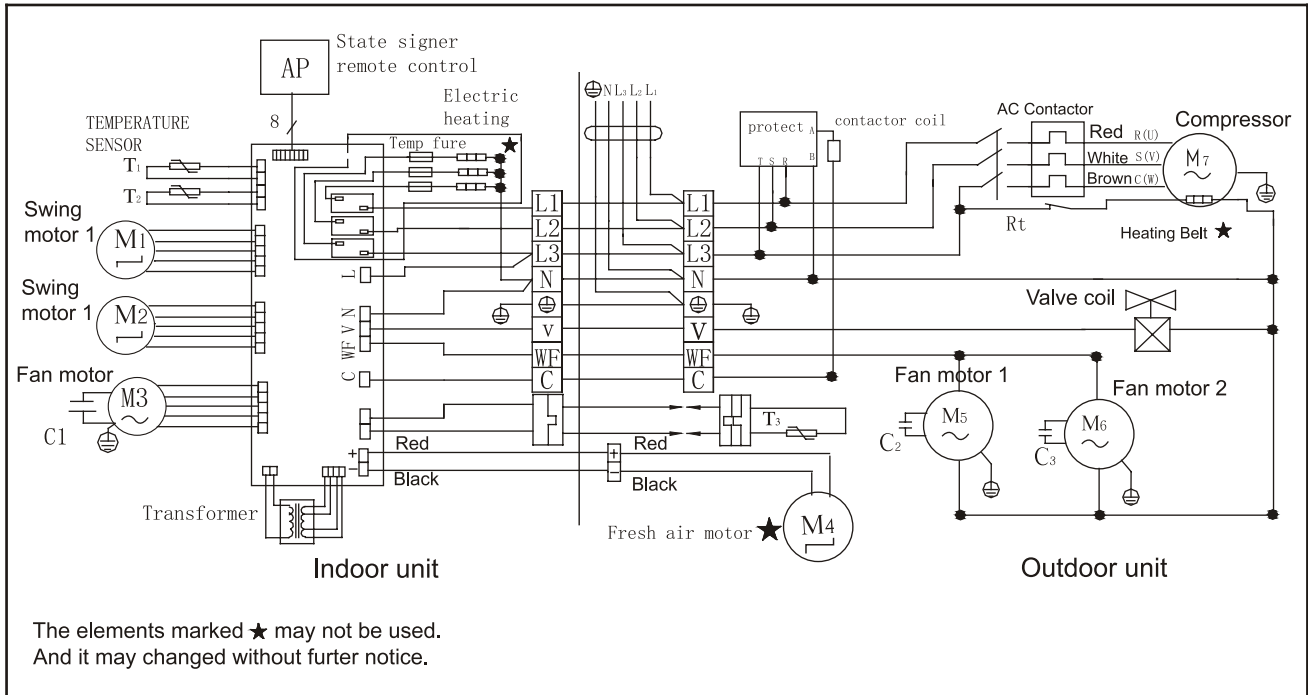 State signer
remote control
AP
8
TEMPERATURE
SENSOR
T1
T2
Electric
heating
★
Temp fure
Swing
motor 1
M1
Swing
motor 1
M2
Fan motor
M3
C1
L
N
V
WF
C
+
−
Red
Black
Transformer
L1
L2
L3
N
v
WF
C
N L3 L2 L1
L1
L2
L3
N
V
WF
C
protect
A
B
T S R
contactor coil
AC Contactor
Red R(U)
White S(V)
Brown C(W)
Compressor
M7
Rt
Heating Belt ★
Valve coil
Fan motor 1
M5
C2
Fan motor 2
M6
C3
T3
Red
+
−
Black
Fresh air motor ★
M4
Indoor unit
Outdoor unit
The elements marked ★ may not be used.
And it may changed without furter notice.